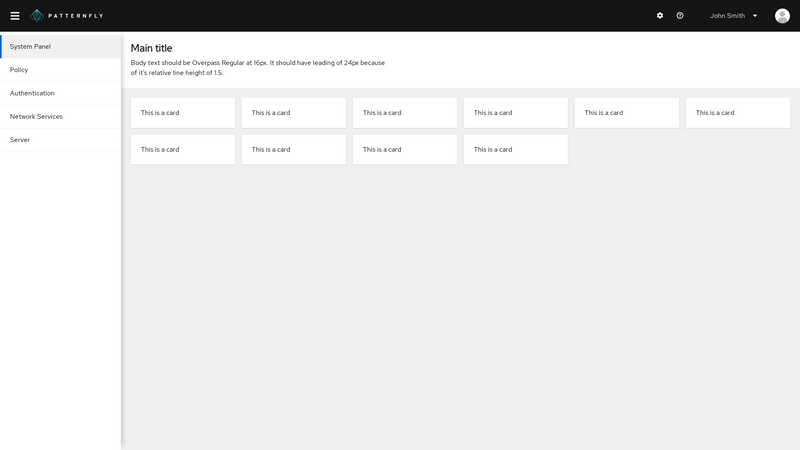 PATTERNFLY
John Smith
System Panel
Policy
Authentication
Network Services
Server
Main title
Body text should be Overpass Regular at 16px. It should have leading of 24px because
of it's relative line height of 1.5.
This is a card This is a card This is a card This is a card This is a card This is a card
This is a card This is a card This is a card This is a card